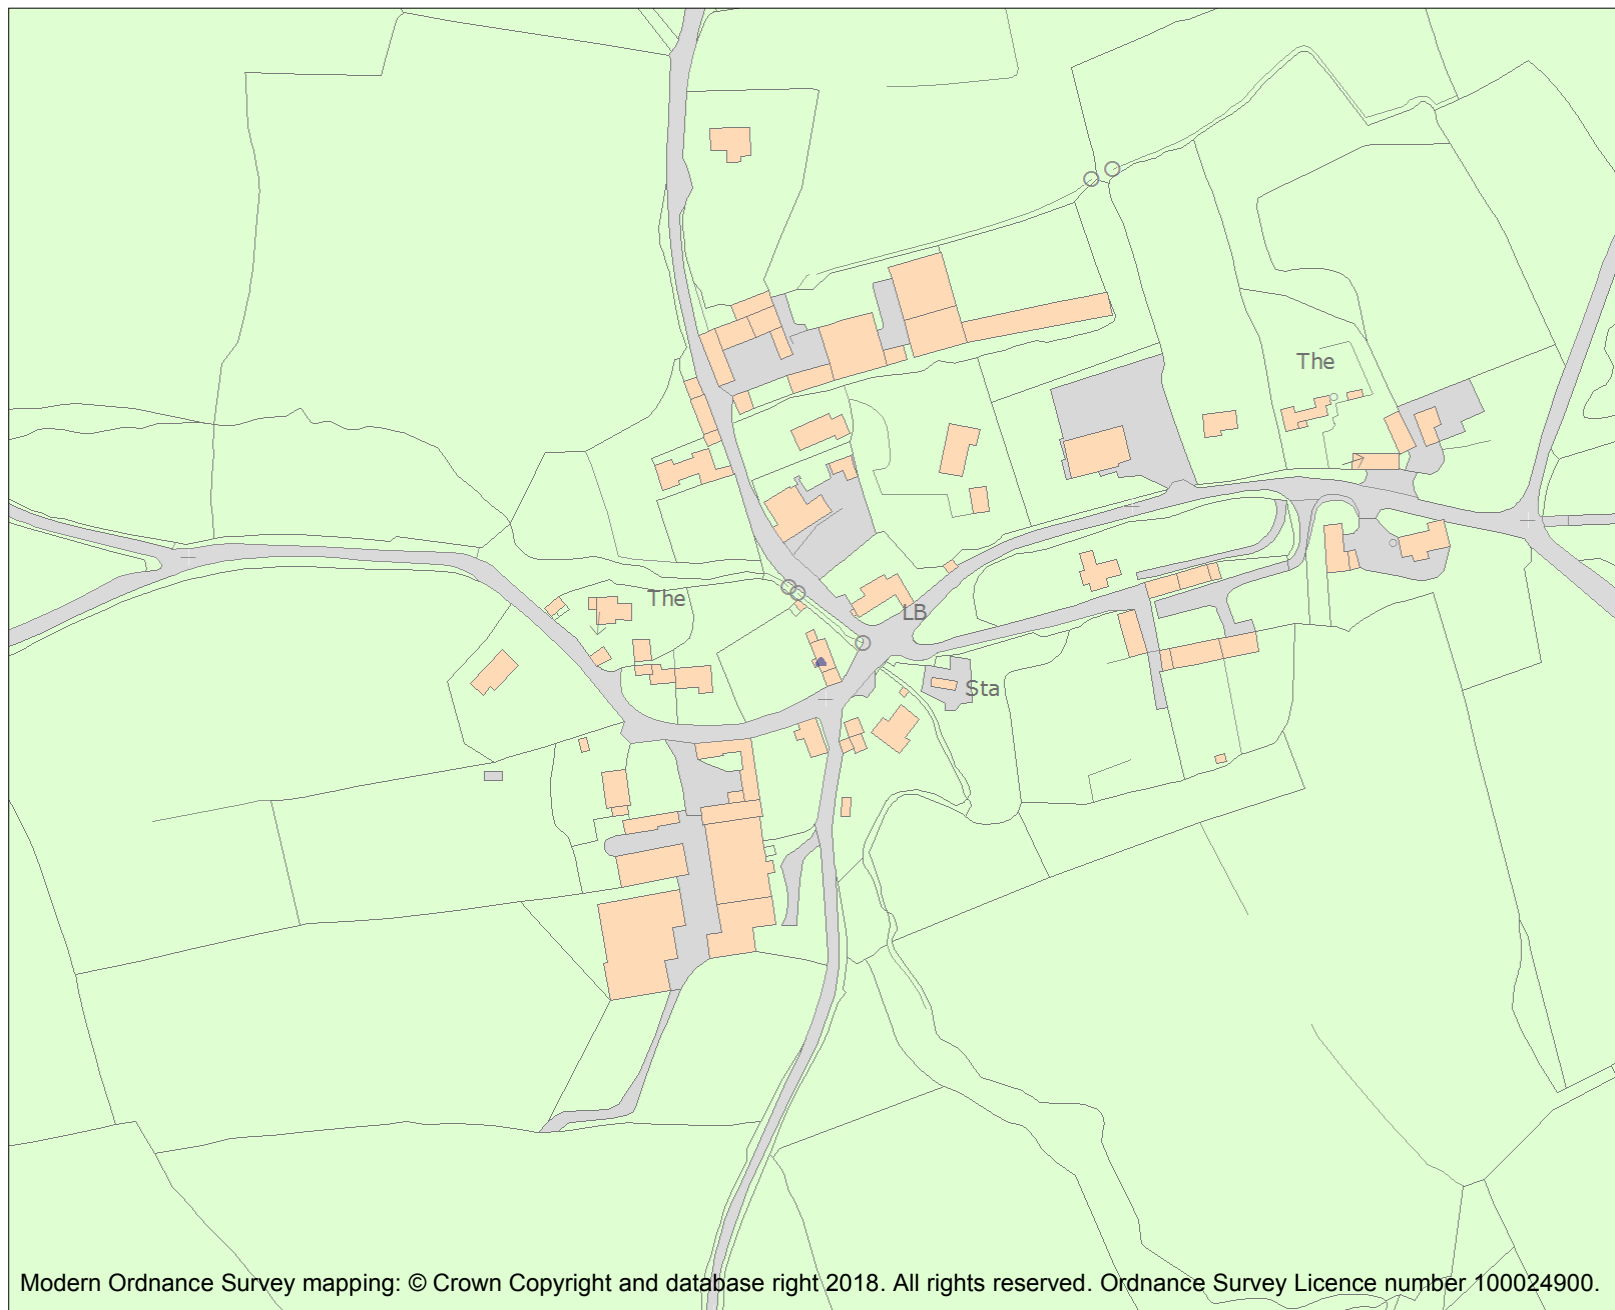 The
The
LB
Sta
Modern Ordnance Survey mapping: © Crown Copyright and database right 2018. All rights reserved. Ordnance Survey Licence number 100024900.